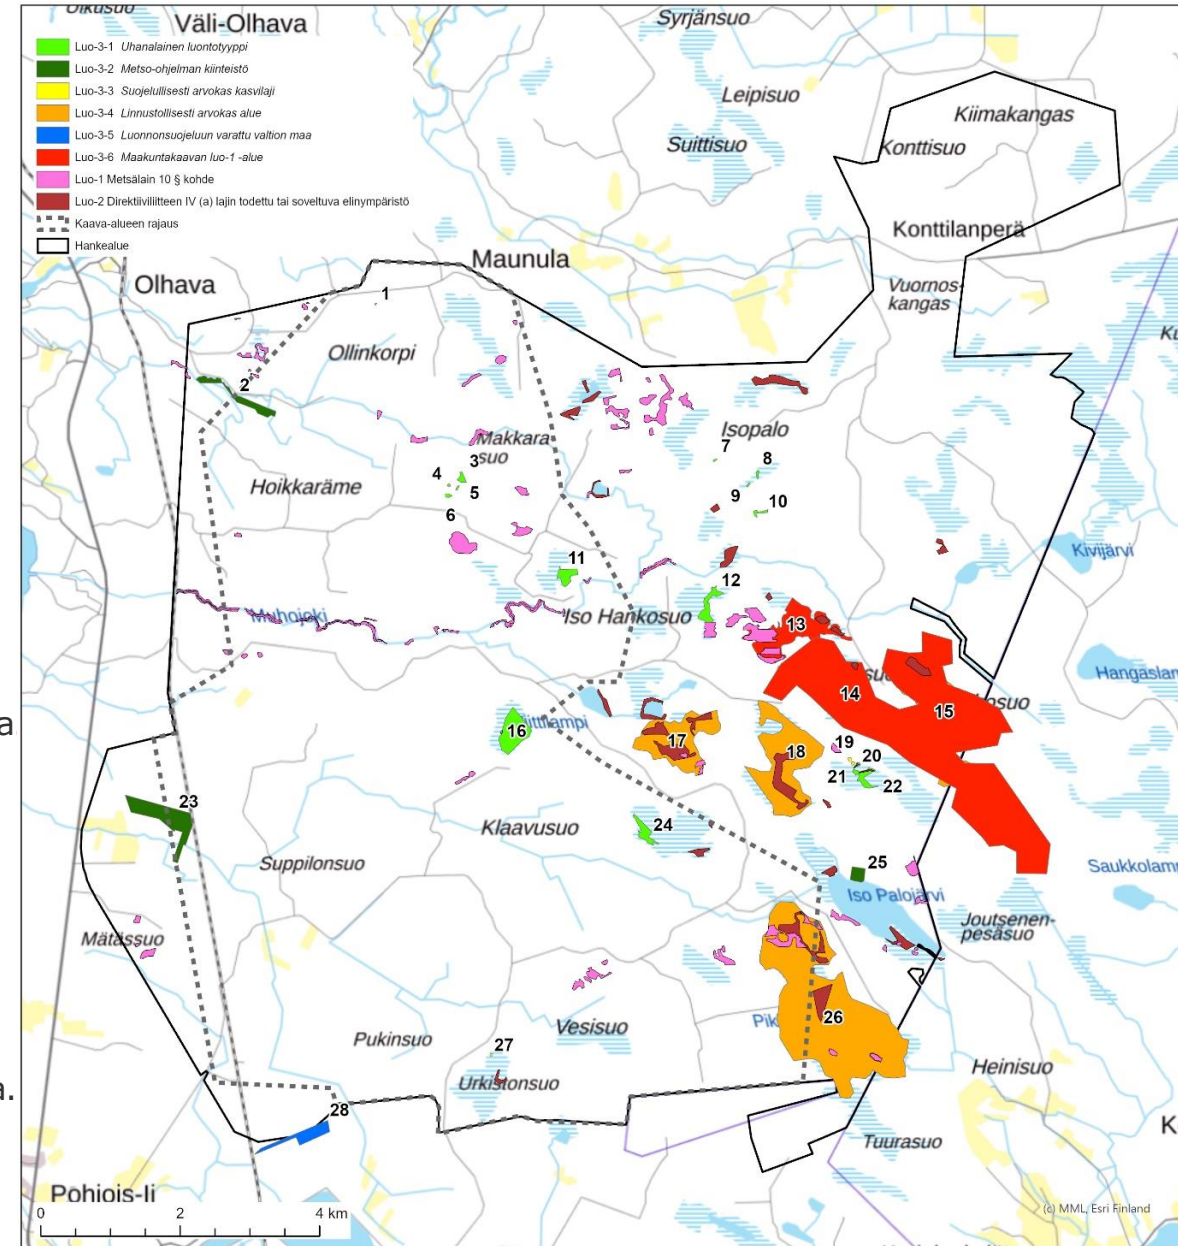 Olkusuo
Väli-Olhava
Luo-3-1 Uhanalainen luontotyyppi
Luo-3-2 Metso-ohjelman kiinteistö
Luo-3-3 Suojelullisesti arvokas kasvilaji
Luo-3-4 Linnustollisesti arvokas alue
Luo-3-5 Luonnonsuojeluun varattu valtion maa
Luo-3-6 Maakuntakaavan luo-1 -alue
Luo-1 Metsälain 10 § kohde
Luo-2 Direktiiviliitteen IV (a) lajin todettu tai soveltuva elinympäristö
Kaava-alueen rajaus
Hankealue
Syrjänsuo
Leipisuo
Kiimakangas
Suittisuo
Konttisuo
Konttilanperä
Maunula
Olhava
Vuornos-
kangas
1
Ollinkorpi
2
Isopalo
Makkara
suo
7
8
3
4
5
Hoikkaräme
9
10
6
Kivijärvi
11
12
Muhojoki
Iso Hankosuo
13
Hangaslam
suo
14
15
osuo
a
16
ittilampi
17
18
19
20
21
22
23
24
Klaavusuo
Suppilonsuo
25
Saukkolam
Iso Palojärvi
Joutsenen-
pesäsuo
Mätässuo
26
Pik
Vesisuo
Pukinsuo
27
Heinisuo
Urkistonsuo
a.
28
Tuurasuo
K
Pohjois-Ii
0 2 4 km
(c) MML, Esri Finland